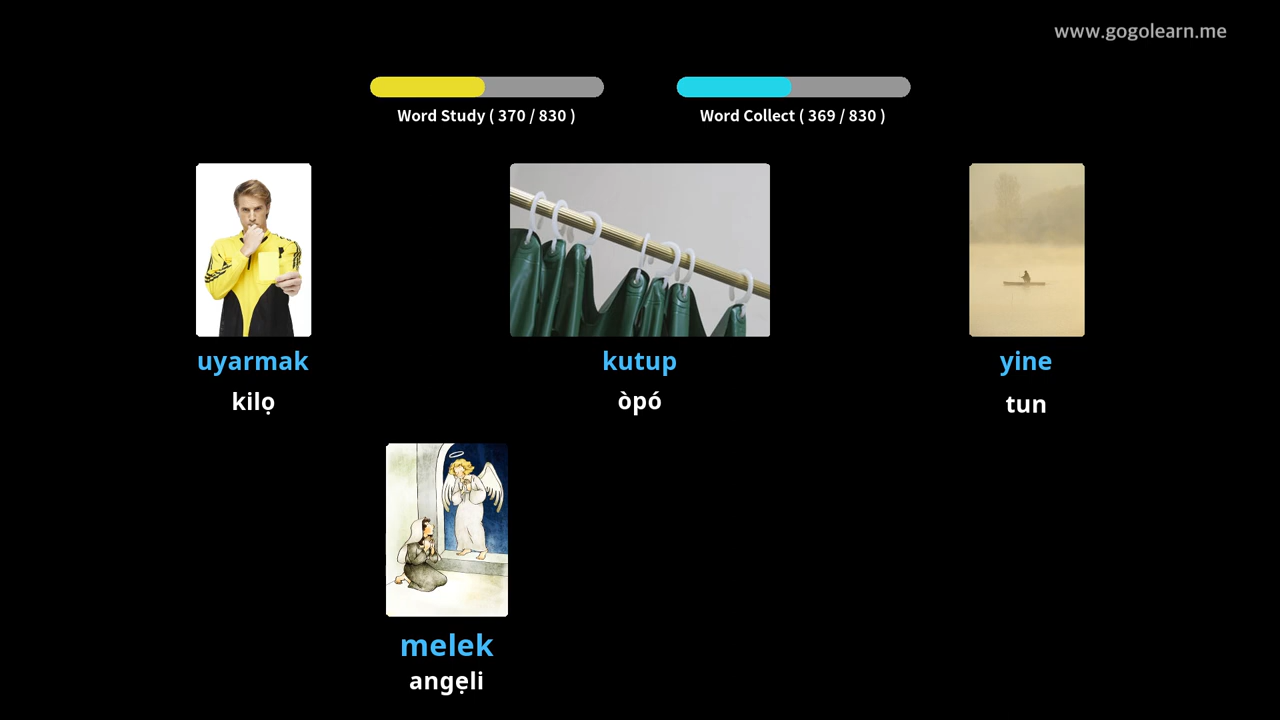 www.gogolearn.me
Word Study ( 370 / 830 )
Word Collect ( 369 / 830 )
uyarmak
kilọ
kutup
òpó
yine
tun
melek
angẹli